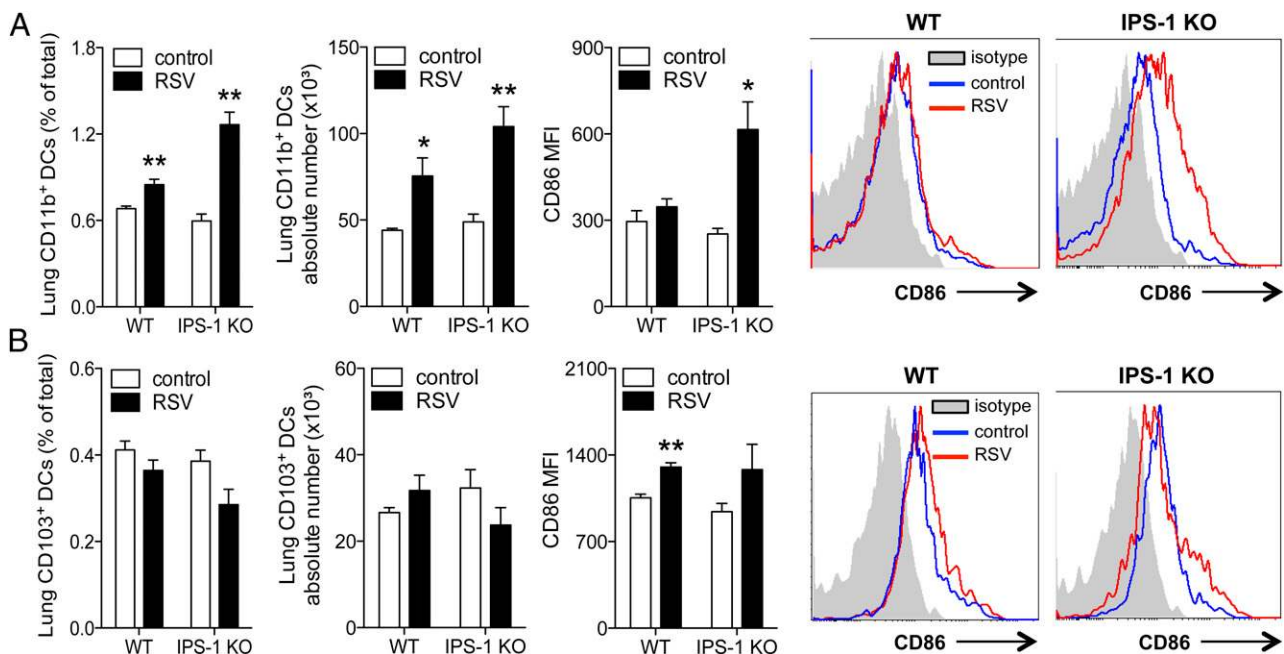 A
Lung CD11b⁺ DCs (% of total)
1.8
1.2
0.6
0.0
control
RSV
**
**
WT
IPS-1 KO
Lung CD11b⁺ DCs
absolute number (x10³)
150
100
50
0
control
RSV
*
**
WT
IPS-1 KO
CD86 MFI
900
600
300
0
control
RSV
*
WT
IPS-1 KO
WT
isotype
control
RSV
CD86
IPS-1 KO
CD86
B
Lung CD103⁺ DCs (% of total)
0.6
0.4
0.2
0.0
control
RSV
WT
IPS-1 KO
Lung CD103⁺ DCs
absolute number (x10³)
60
40
20
0
control
RSV
WT
IPS-1 KO
CD86 MFI
2100
1400
700
0
control
RSV
**
WT
IPS-1 KO
WT
isotype
control
RSV
CD86
IPS-1 KO
CD86